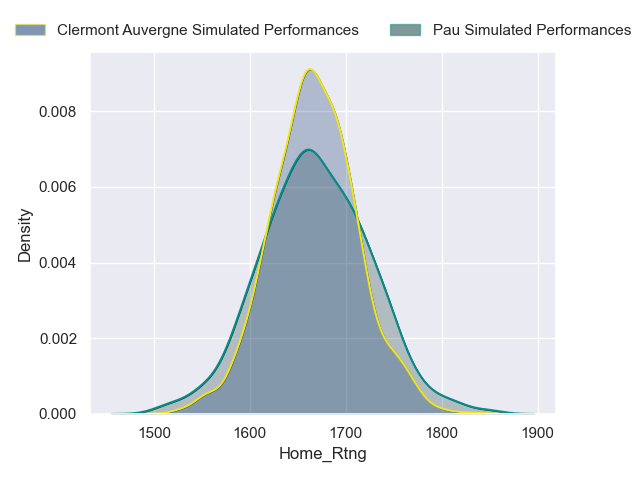 Clermont Auvergne Simulated Performances
Pau Simulated Performances
0.008
0.006
0.004
0.002
0.000
Density
1500 1600 1700 1800 1900
Home_Rtng